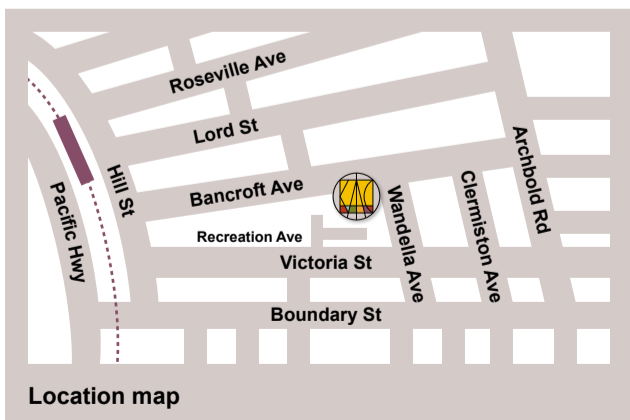 Roseville Ave
Lord St
Archbold Rd
Hill St
Pacific Hwy
Bancroft Ave
Wandella Ave
Clermiston Ave
Recreation Ave
Victoria St
Boundary St
Location map